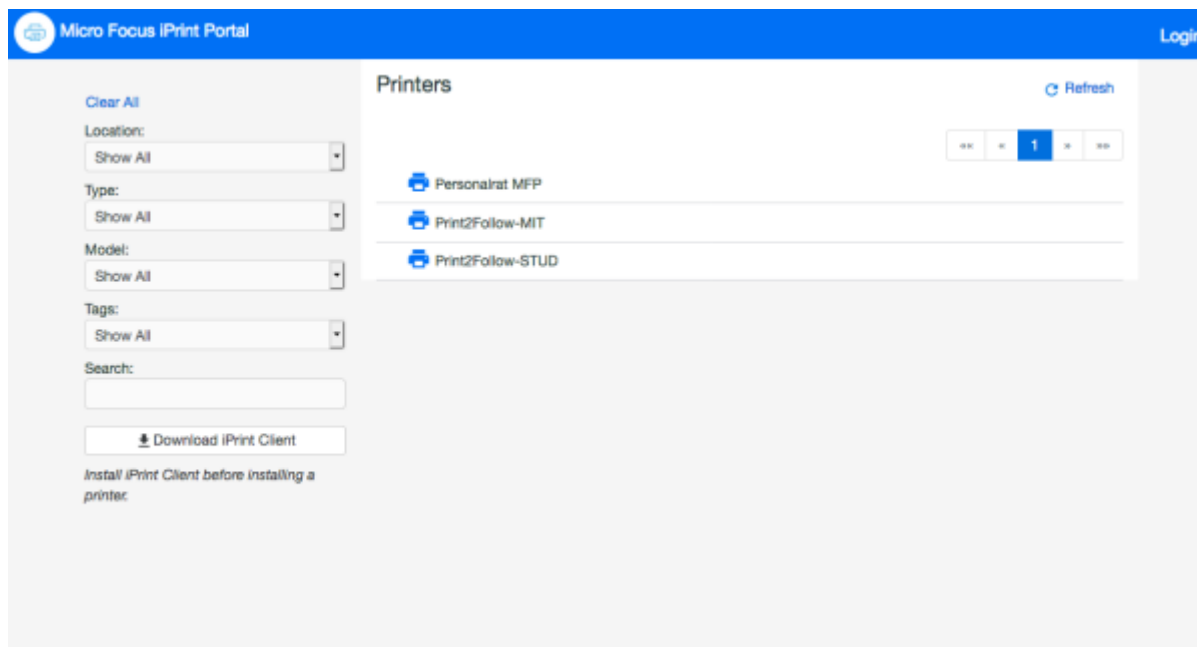 Micro Focus iPrint Portal
Login
Clear All
Location:
Show All
Type:
Show All
Model:
Show All
Tags:
Show All
Search:
Download iPrint Client
Install iPrint Client before installing a
printer.
Printers
Refresh
«« « 1 » »»
Personalrat MFP
Print2Follow-MIT
Print2Follow-STUD